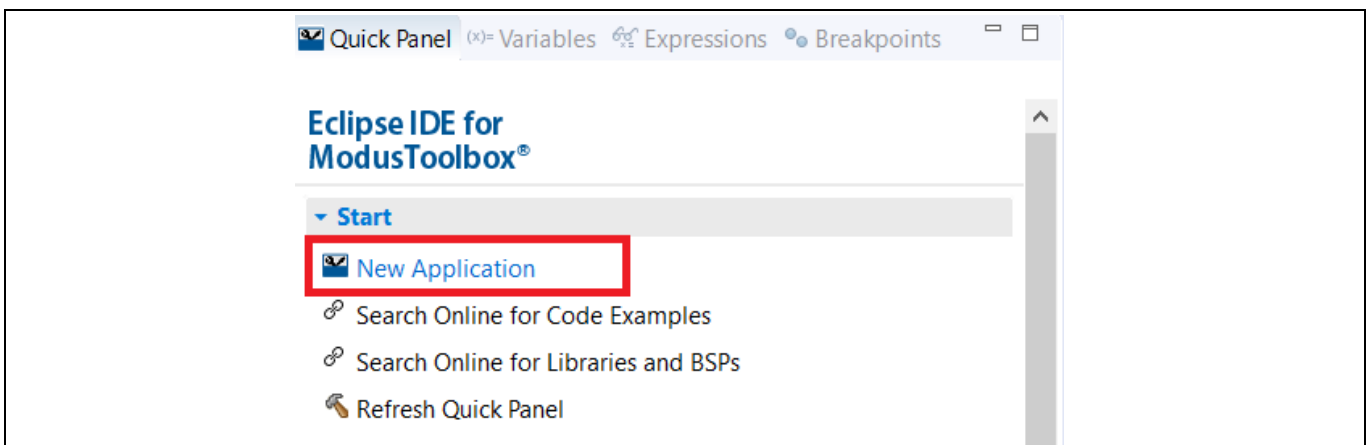 Quick Panel (x)= Variables Expressions Breakpoints
Eclipse IDE for
ModusToolbox®
Start
New Application
Search Online for Code Examples
Search Online for Libraries and BSPs
Refresh Quick Panel